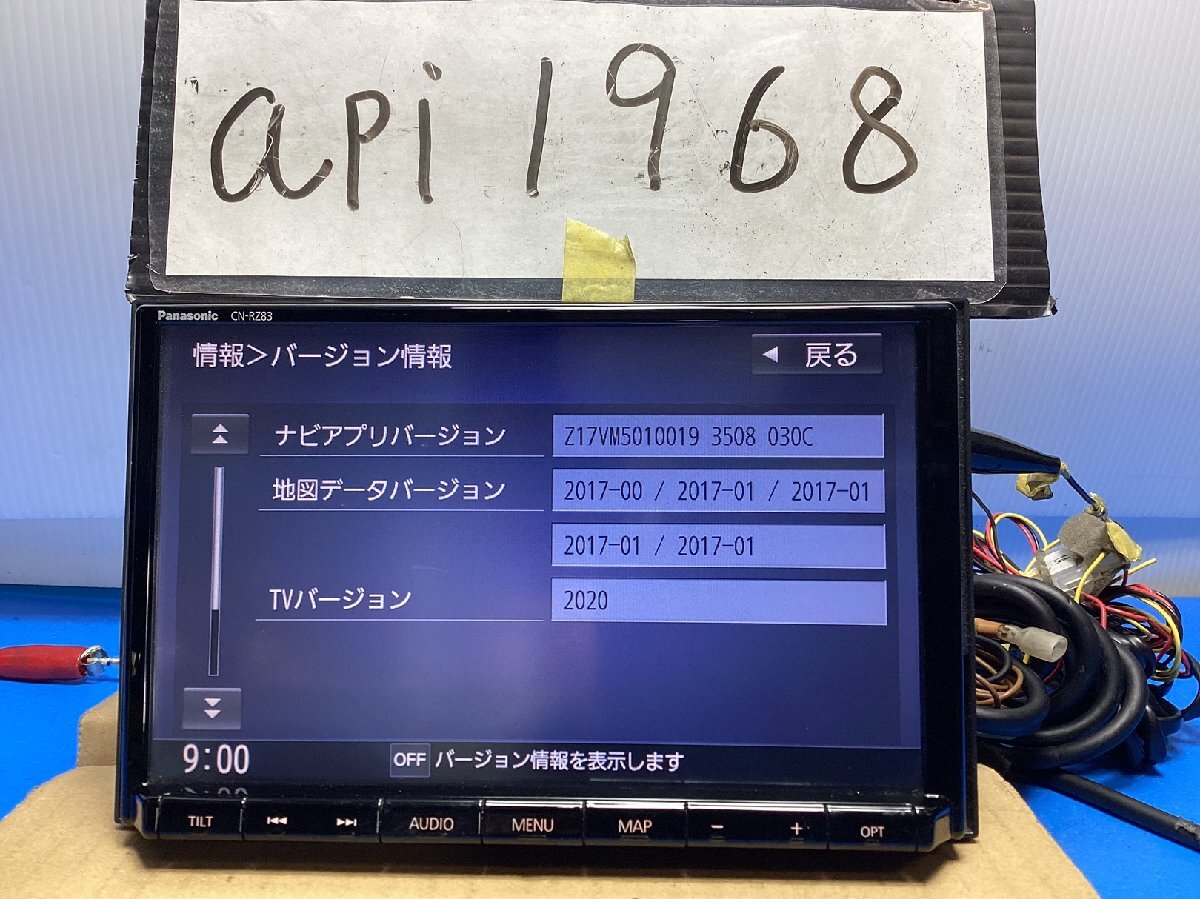 api 1968
Panasonic CN-RZ83
情報>バージョン情報
戻る
ナビアプリバージョン Z17VM5010019 3508 030C
地図データバージョン 2017-00 / 2017-01 / 2017-01
2017-01 / 2017-01
TVバージョン 2020
9:00 OFF バージョン情報を表示します
TILT AUDIO MENU MAP − + OPT